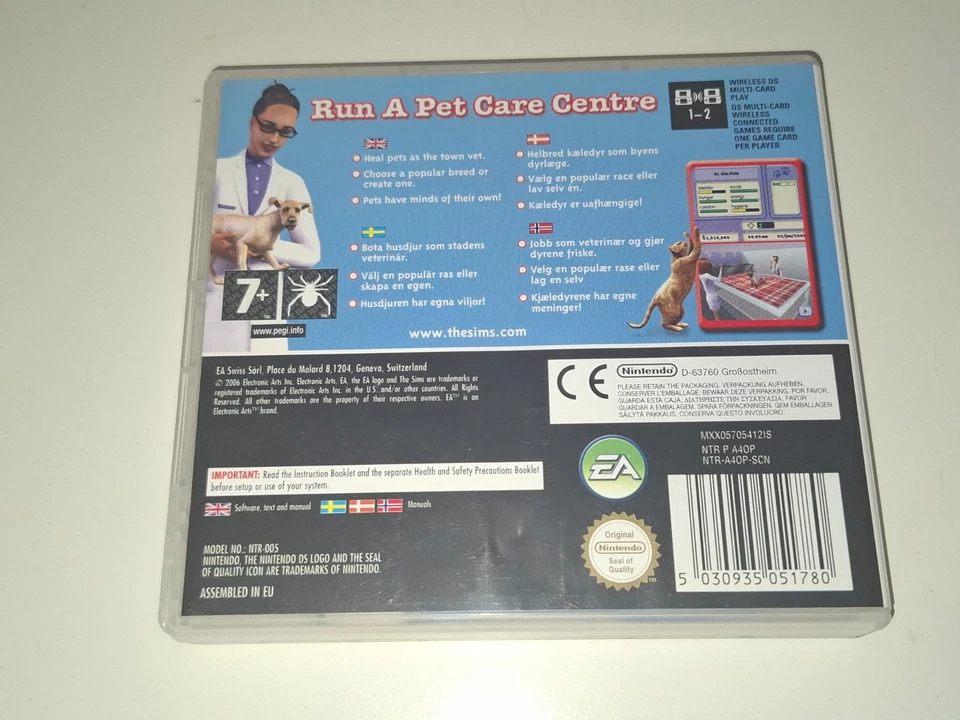 Run A Pet Care Centre
WIRELESS DS
MULTI-CARD
PLAY
1-2
DS MULTI-CARD
WIRELESS
CONNECTED
GAMES REQUIRE
ONE GAME CARD
PER PLAYER
Heal pets as the town vet.
Choose a popular breed or
create one.
Pets have minds of their own!
Helbred kæledyr som byens
dyrlæge.
Vælg en populær race eller
lav selv én.
Kæledyr er uafhængige!
Bota husdjur som stadens
veterinär.
Välj en populär ras eller
skapa en egen.
Husdjuren har egna viljor!
Jobb som veterinær og gjør
dyrene friske.
Velg en populær rase eller
lag en selv
Kjæledyrene har egne
meninger!
7+
www.pegi.info
www.thesims.com
EA Swiss Sàrl, Place du Molard 8,1204, Geneva, Switzerland
© 2006 Electronic Arts Inc. Electronic Arts, EA, the EA logo and The Sims are trademarks or
registered trademarks of Electronic Arts Inc. in the U.S. and/or other countries. All Rights
Reserved. All other trademarks are the property of their respective owners. EA™ is an
Electronic Arts™ brand.
CE
Nintendo D-63760 Großostheim
PLEASE RETAIN THE PACKAGING. VERPACKUNG AUFHEBEN.
CONSERVER L'EMBALLAGE. BEWAAR DEZE VERPAKKING. POR FAVOR,
GUARDA ESTA CAJA. ΔΙΑΤΗΡΗΣΤΕ ΤΗΝ ΣΥΣΚΕΥΑΣΙΑ. FAVOR
GUARDAR A EMBALAGEM. SPARA FÖRPACKNINGEN. GEM EMBALLAGEN.
SÄILYTÄ PAKKAUS. CONSERVA QUESTO INVOLUCRO.
MXX05705412IS
NTR P A4OP
NTR-A4OP-SCN
EA
IMPORTANT: Read the Instruction Booklet and the separate Health and Safety Precautions Booklet
before setup or use of your system.
Software, text and manual
Manuals
Original
Nintendo
Seal of
Quality
TM
MODEL NO.: NTR-005
NINTENDO, THE NINTENDO DS LOGO AND THE SEAL
OF QUALITY ICON ARE TRADEMARKS OF NINTENDO.
ASSEMBLED IN EU
5 030935 051780